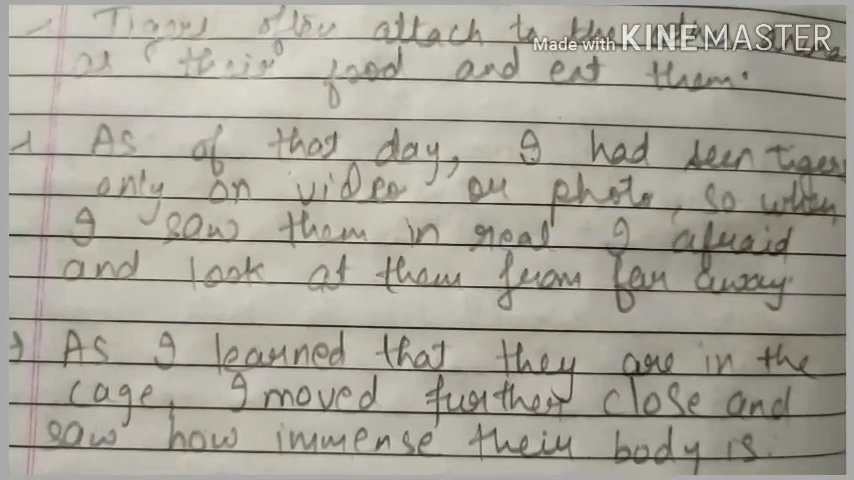 Tigers often attach to the
Made with KINEMASTER
as their food and eat them.
→ As of that day, I had seen tiger
only on video or photo, so when
I saw them in real I afraid
and look at them from far away.
→ As I learned that they are in the
cage, I moved further close and
saw how immense their body is.